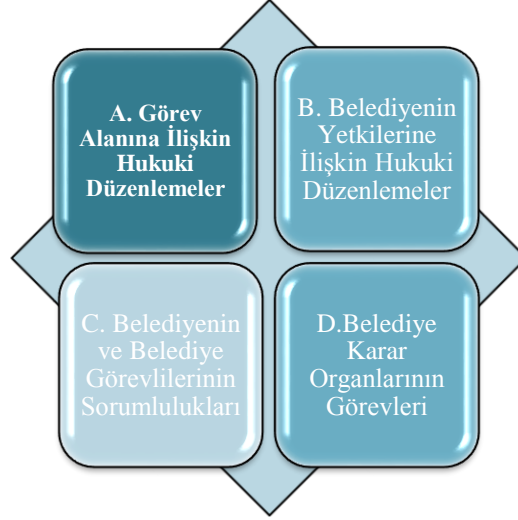 A. Görev
Alanına İlişkin
Hukuki
Düzenlemeler
B. Belediyenin
Yetkilerine
İlişkin Hukuki
Düzenlemeler
C. Belediyenin
ve Belediye
Görevlilerinin
Sorumlulukları
D.Belediye
Karar
Organlarının
Görevleri